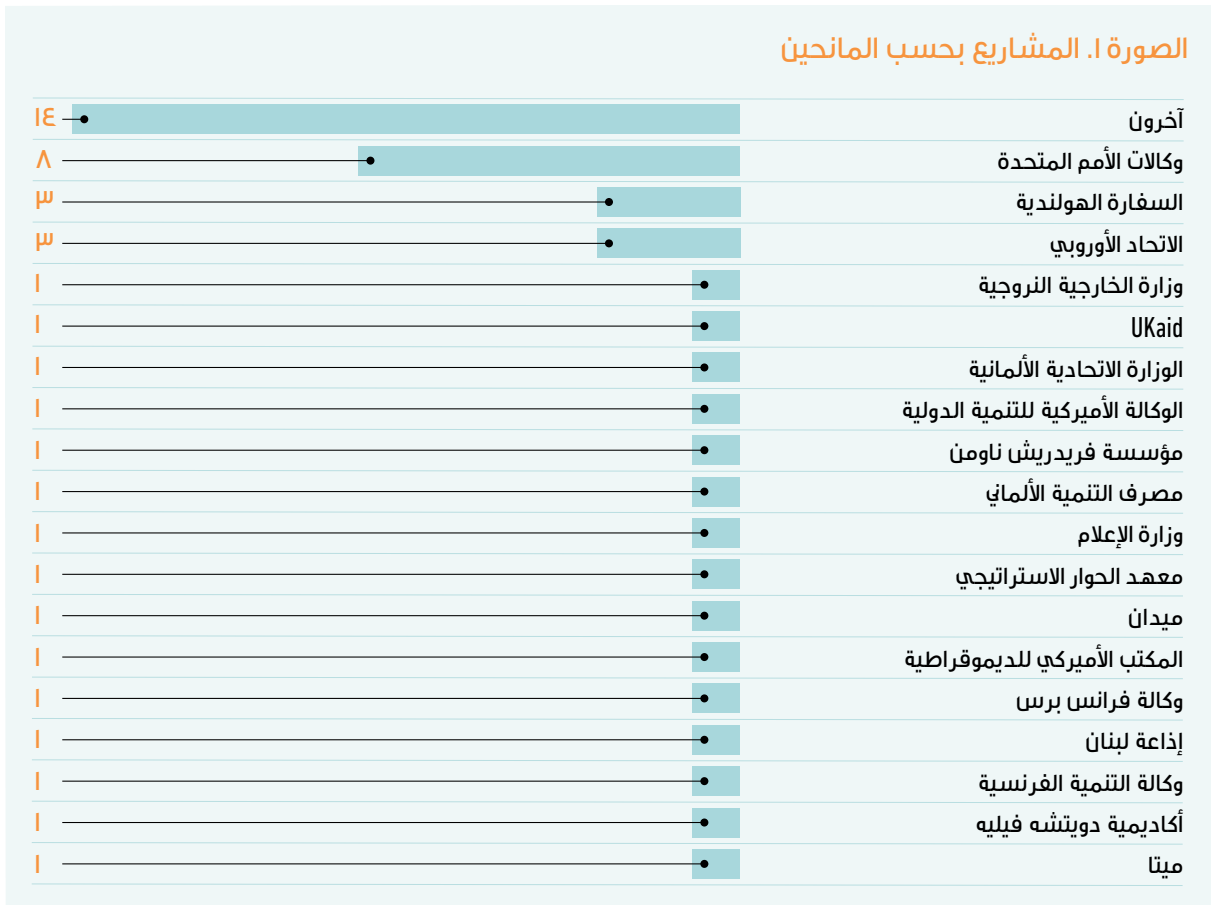 الصورة ١. المشاريع بحسب المانحين
آخرون ١٤
وكالات الأمم المتحدة ٨
السفارة الهولندية ٣
الاتحاد الأوروبي ٣
وزارة الخارجية النروجية ١
UKaid ١
الوزارة الاتحادية الألمانية ١
الوكالة الأميركية للتنمية الدولية ١
مؤسسة فريدريش ناومن ١
مصرف التنمية الألماني ١
وزارة الإعلام ١
معهد الحوار الاستراتيجي ١
ميدان ١
المكتب الأميركي للديموقراطية ١
وكالة فرانس برس ١
إذاعة لبنان ١
وكالة التنمية الفرنسية ١
أكاديمية دويتشه فيليه ١
ميتا ١